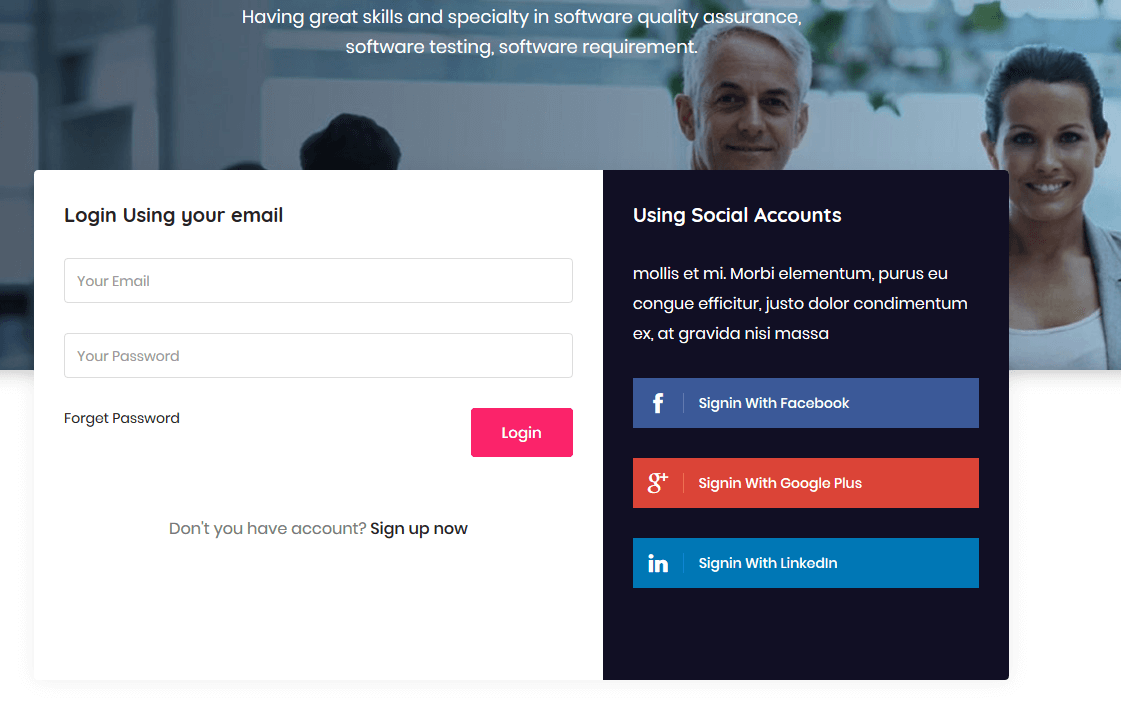 Having great skills and specialty in software quality assurance,
software testing, software requirement.
Login Using your email
Your Email
Your Password
Forget Password
Login
Don't you have account? Sign up now
Using Social Accounts
mollis et mi. Morbi elementum, purus eu
congue efficitur, justo dolor condimentum
ex, at gravida nisi massa
f Signin With Facebook
g+ Signin With Google Plus
in Signin With LinkedIn